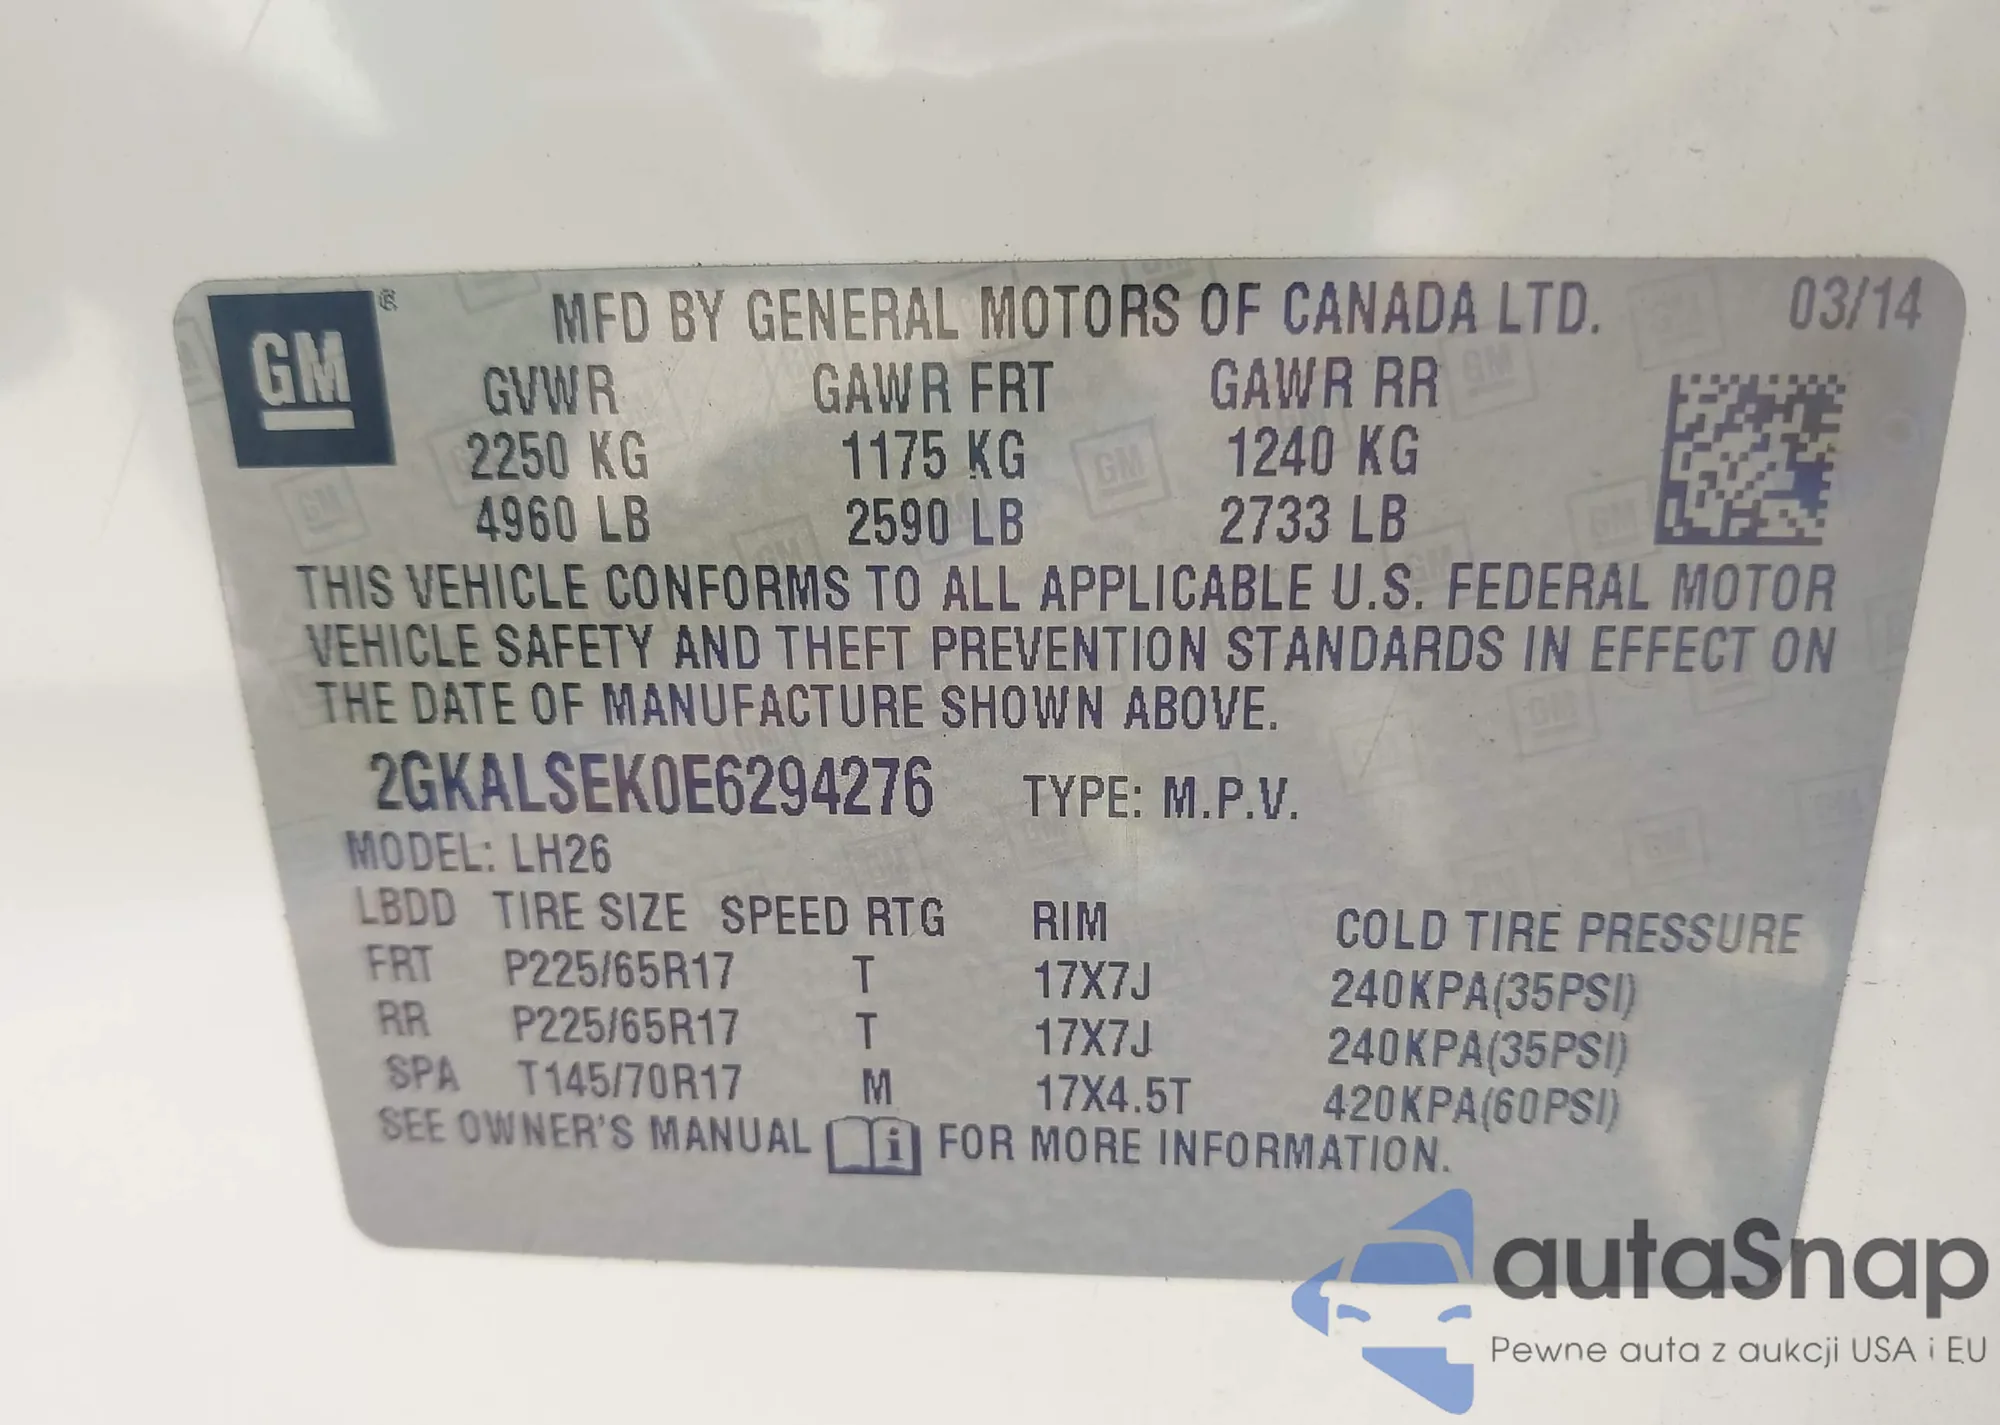 GM ® MFD BY GENERAL MOTORS OF CANADA LTD. 03/14
GVWR GAWR FRT GAWR RR
2250 KG 1175 KG 1240 KG
4960 LB 2590 LB 2733 LB
THIS VEHICLE CONFORMS TO ALL APPLICABLE U.S. FEDERAL MOTOR
VEHICLE SAFETY AND THEFT PREVENTION STANDARDS IN EFFECT ON
THE DATE OF MANUFACTURE SHOWN ABOVE.
2GKALSEK0E6294276 TYPE: M.P.V.
MODEL: LH26
LBDD TIRE SIZE SPEED RTG RIM COLD TIRE PRESSURE
FRT P225/65R17 T 17X7J 240KPA(35PSI)
RR P225/65R17 T 17X7J 240KPA(35PSI)
SPA T145/70R17 M 17X4.5T 420KPA(60PSI)
SEE OWNER'S MANUAL i FOR MORE INFORMATION.
autaSnap
Pewne auta z aukcji USA i EU